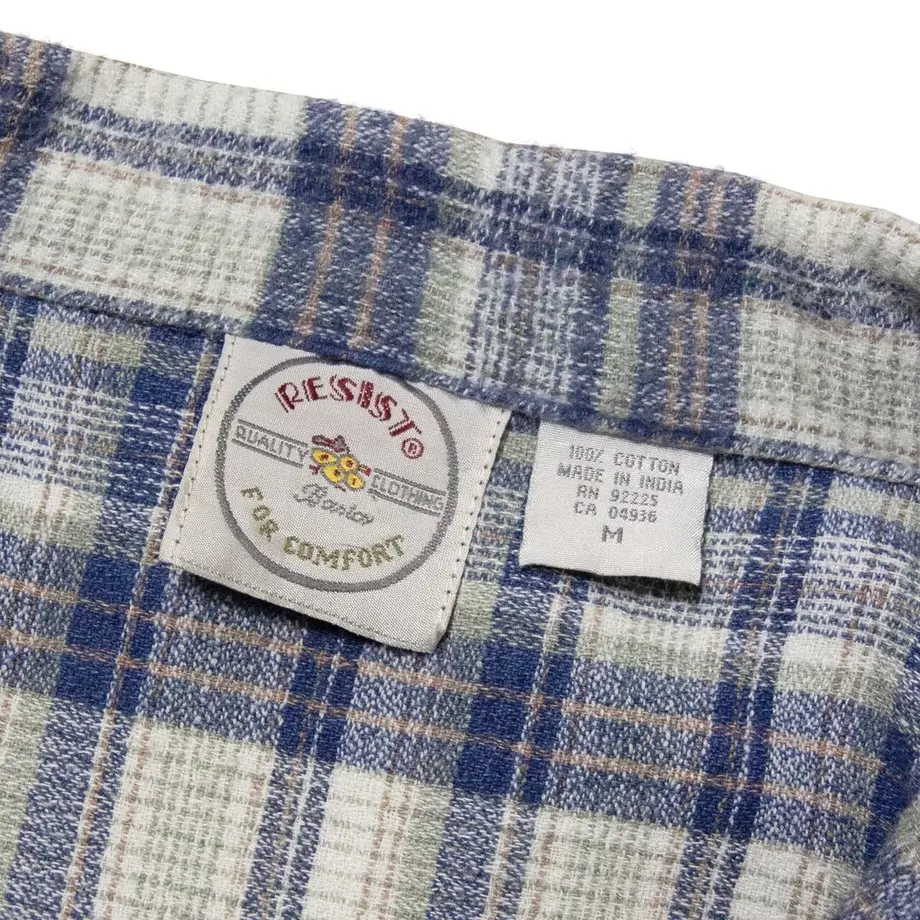 RESIST®
QUALITY CLOTHING
FOR COMFORT
100% COTTON
MADE IN INDIA
RN 92225
CA 04936
M